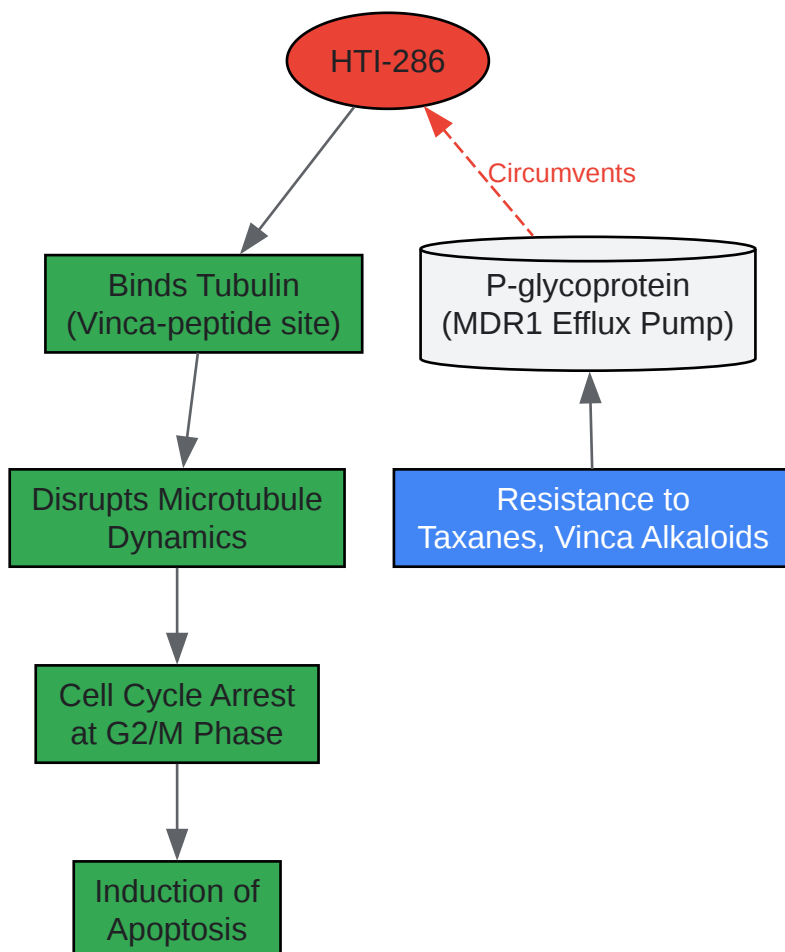 HTI-286
Circumvents
Binds Tubulin
(Vinca-peptide site)
P-glycoprotein
(MDR1 Efflux Pump)
Disrupts Microtubule
Dynamics
Resistance to
Taxanes, Vinca Alkaloids
Cell Cycle Arrest
at G2/M Phase
Induction of
Apoptosis